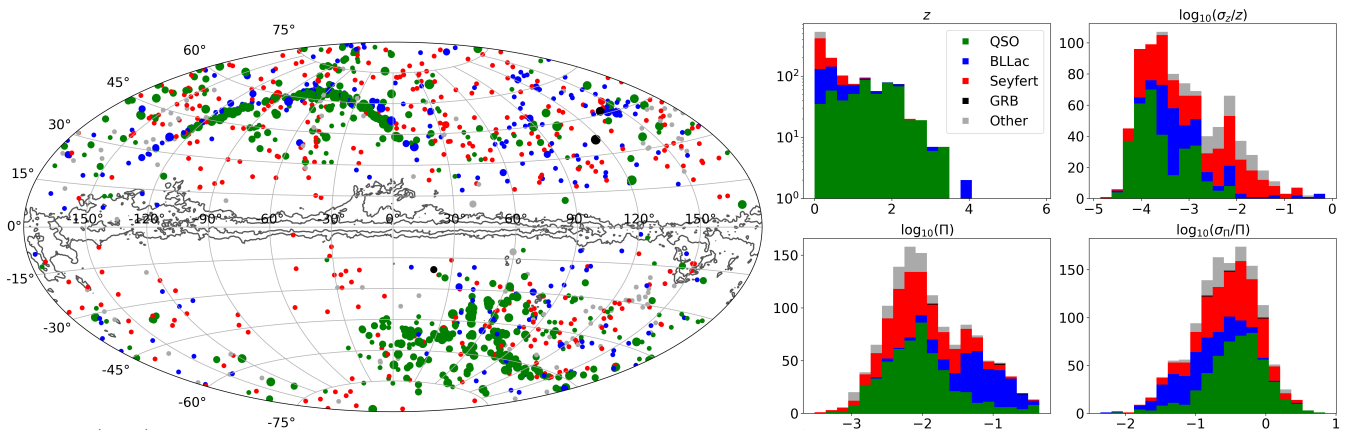 75°
60°
45°
30°
15°
0°
-15°
-30°
-45°
-60°
-75°
-150° -120° -90° -60° -30° 0° 30° 60° 90° 120° 150°
z
10²
10¹
10⁰
0 2 4 6
QSO
BLLac
Seyfert
GRB
Other
log₁₀(σ_z/z)
100
80
60
40
20
0
−5 −4 −3 −2 −1 0
log₁₀(Π)
150
100
50
0
−3 −2 −1
log₁₀(σ_Π/Π)
150
100
50
0
−2 −1 0 1